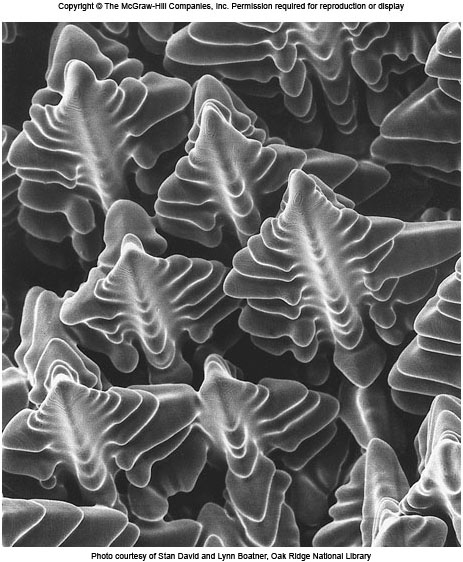 Copyright © The McGraw-Hill Companies, Inc. Permission required for reproduction or display
Photo courtesy of Stan David and Lynn Boatner, Oak Ridge National Library